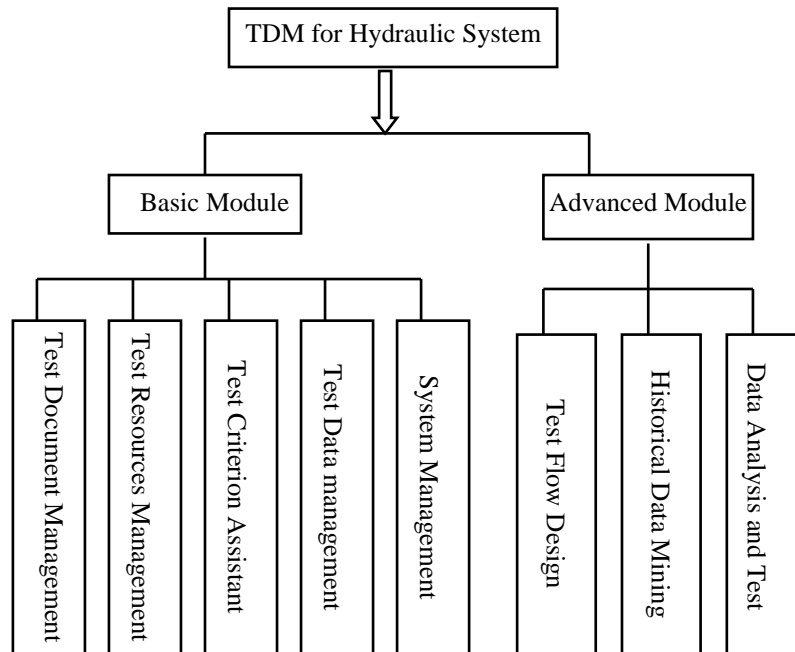 TDM for Hydraulic System
Basic Module
Advanced Module
Test Document Management
Test Resources Management
Test Criterion Assistant
Test Data management
System Management
Test Flow Design
Historical Data Mining
Data Analysis and Test